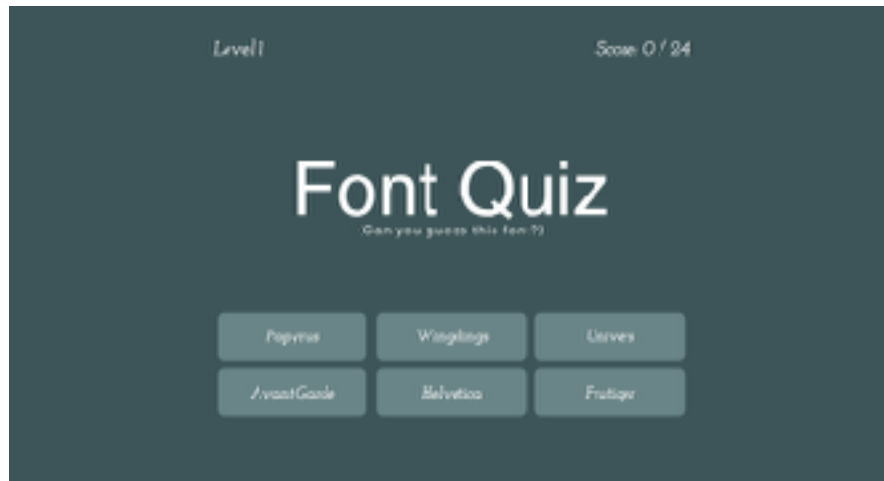 Level 1
Score: 0 / 24
Font Quiz
Can you guess this font?)
Papyrus
Wingdings
Univers
AvantGarde
Helvetica
Frutiger